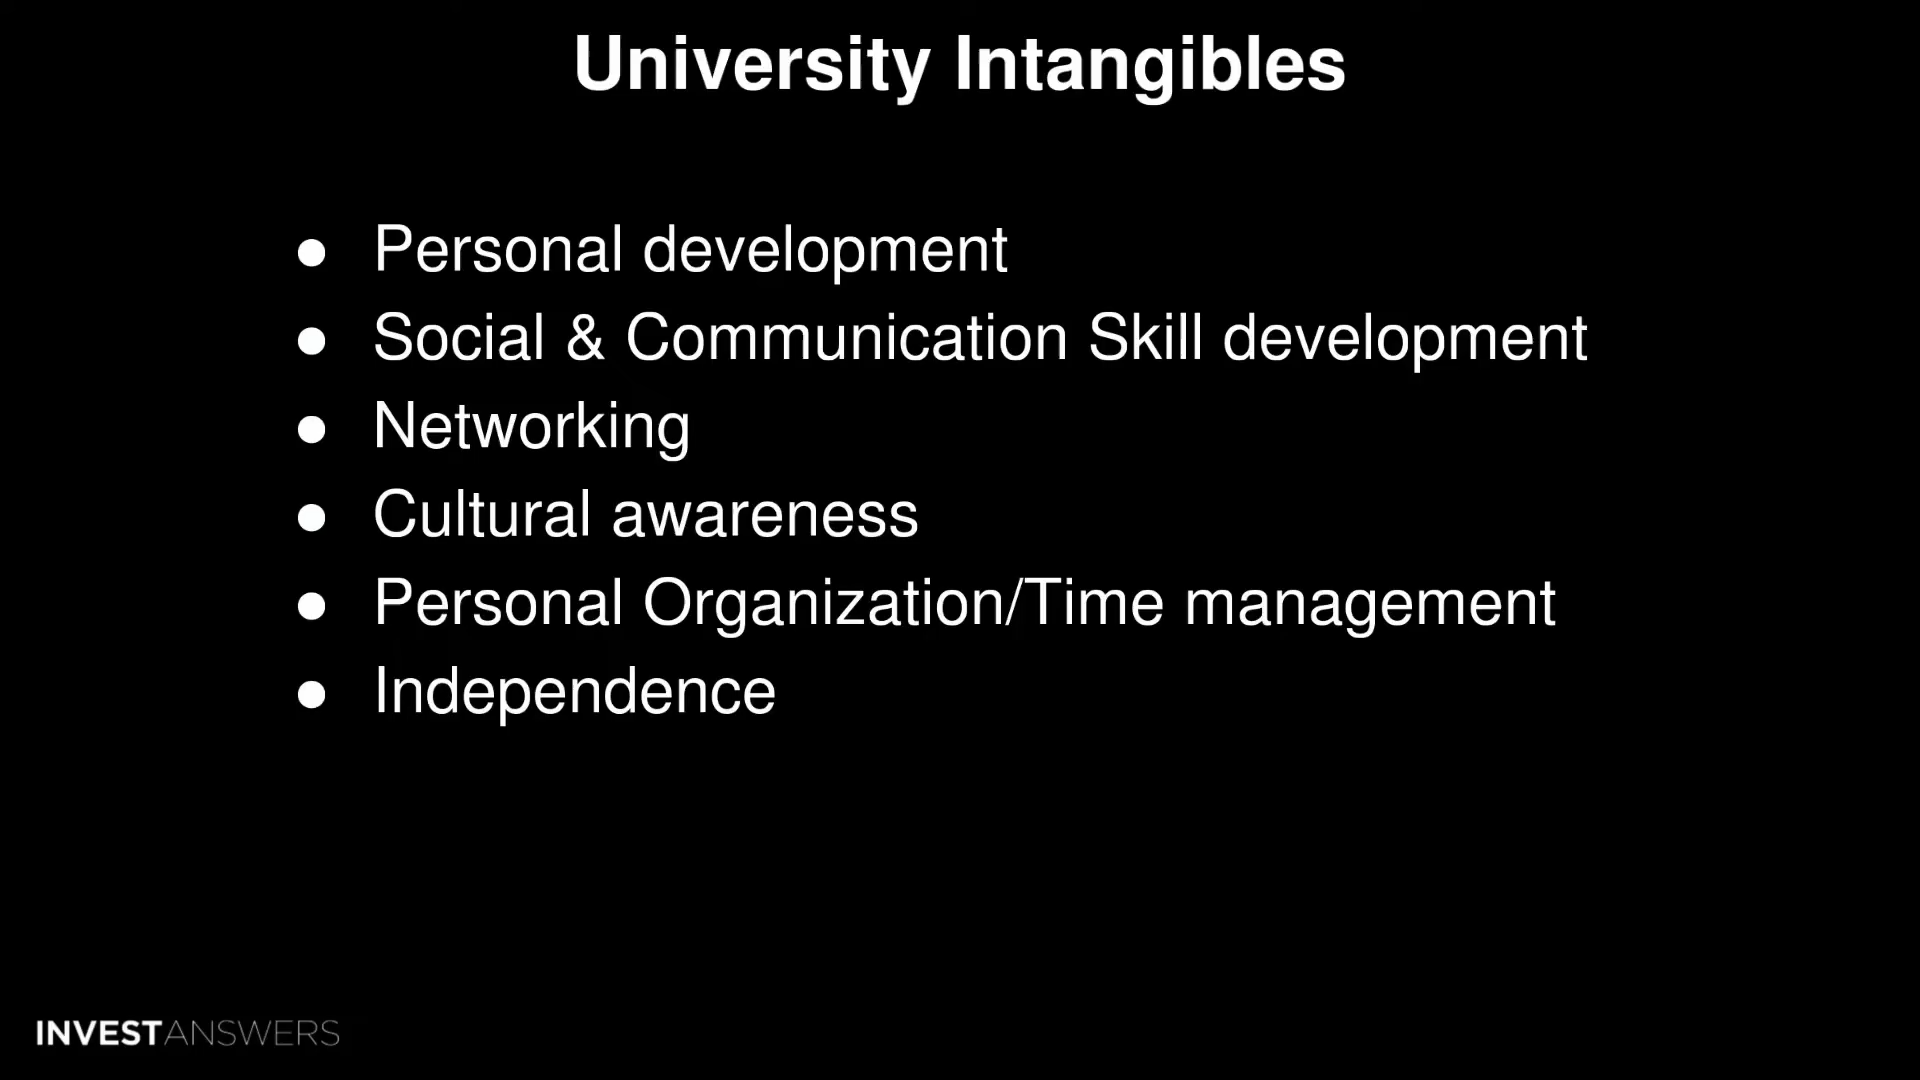 University Intangibles
● Personal development
● Social & Communication Skill development
● Networking
● Cultural awareness
● Personal Organization/Time management
● Independence
INVESTANSWERS